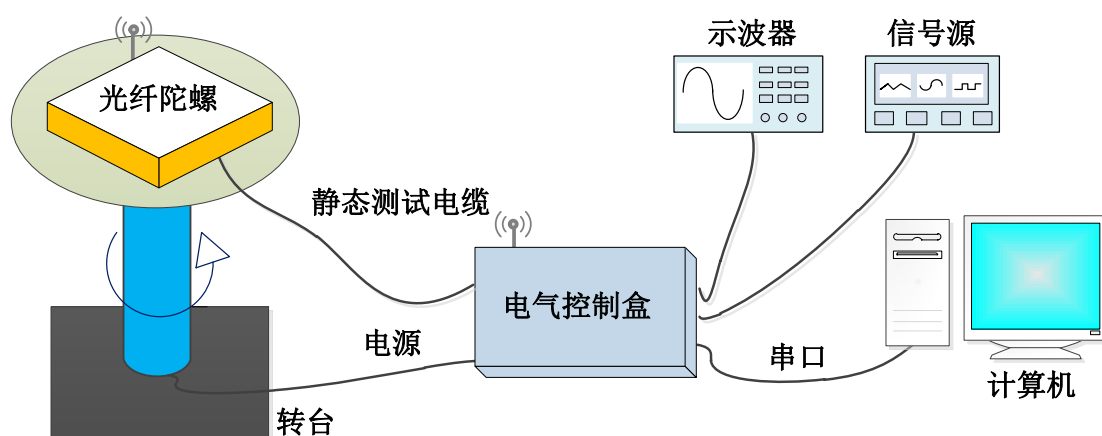 示波器
信号源
光纤陀螺
静态测试电缆
电气控制盒
电源
串口
计算机
转台